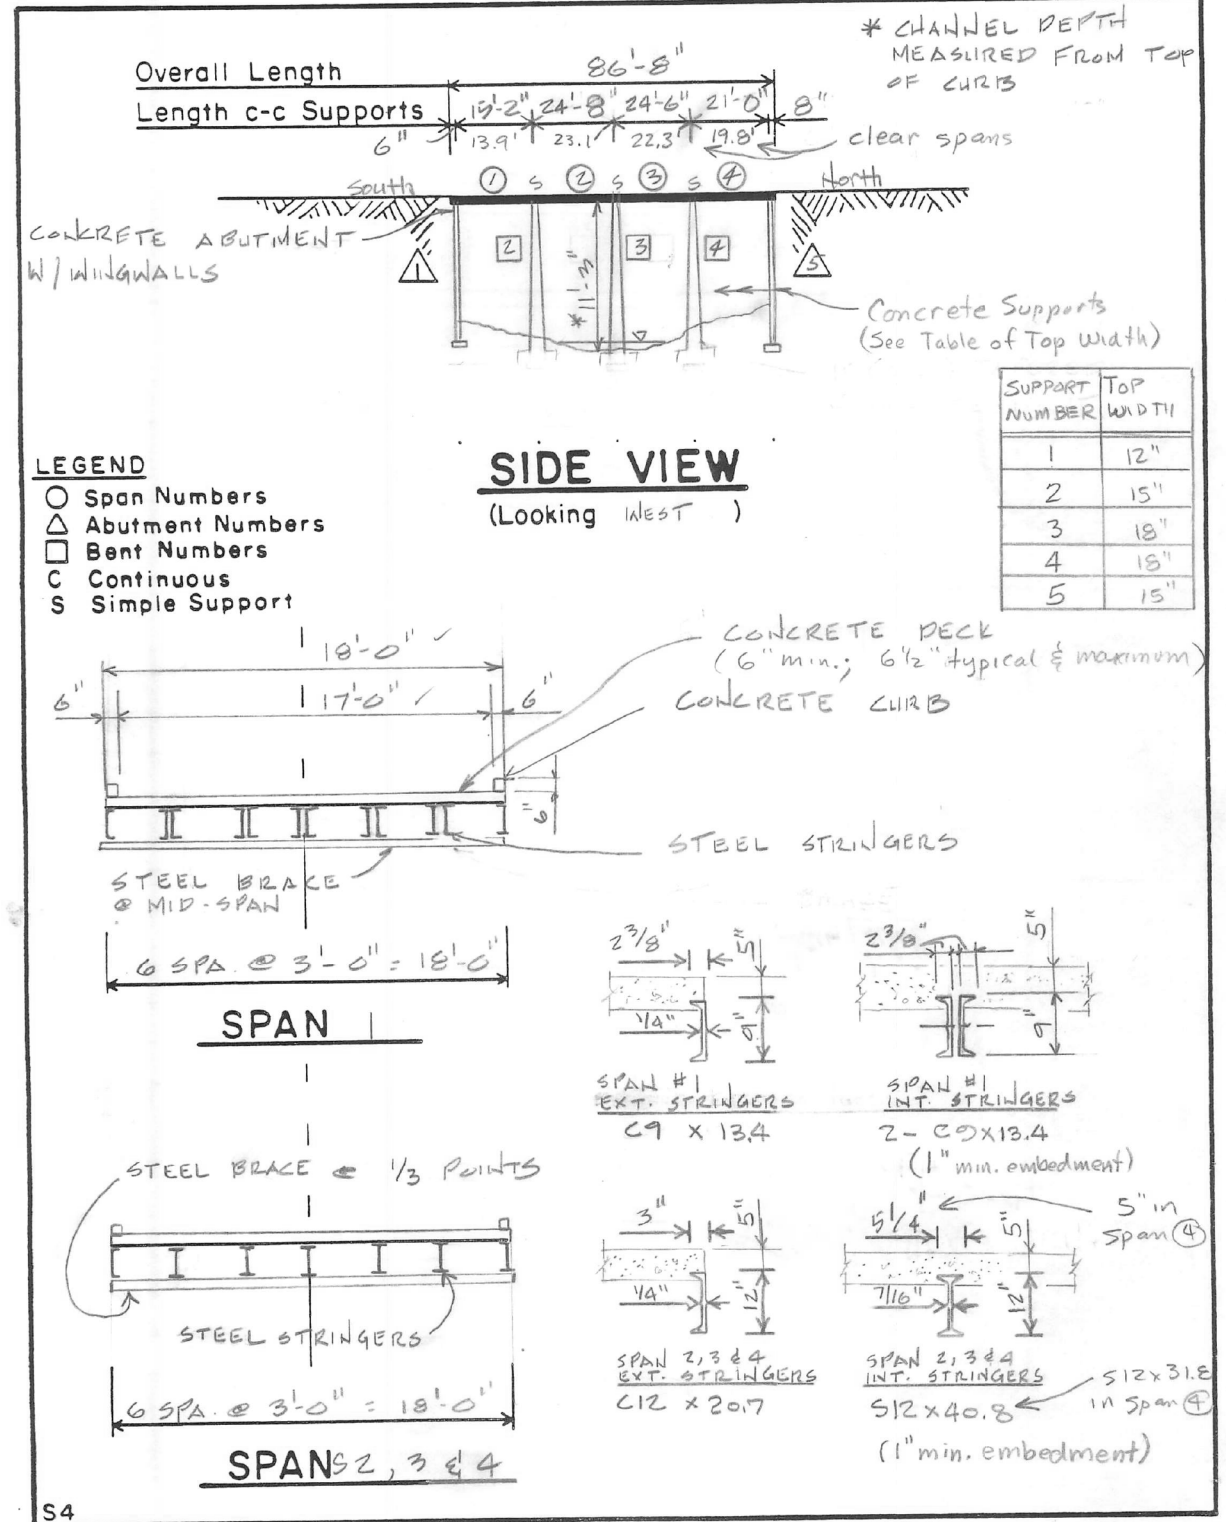 * CHANNEL DEPTH
MEASURED FROM TOP
OF CURB
Overall Length
86'-8"
Length c-c Supports
15'-2" 24'-8" 24'-6" 21'-0" 8"
6" 13.9' 23.1' 22.3' 19.8' clear spans
South 1 S 2 S 3 S 4 North
CONCRETE ABUTMENT
W/ WINGWALLS
1 2 3 4 5
*11'-3"
Concrete Supports
(See Table of Top Width)
SUPPORT NUMBER TOP WIDTH
1 12"
2 15"
3 18"
4 18"
5 15"
SIDE VIEW
(Looking WEST )
LEGEND
○ Span Numbers
△ Abutment Numbers
□ Bent Numbers
C Continuous
S Simple Support
18'-0" ✓
6" 17'-0" ✓ 6"
CONCRETE DECK
(6" min.; 6½" typical & maximum)
CONCRETE CURB
6"
STEEL STRINGERS
STEEL BRACE
@ MID-SPAN
6 SPA. @ 3'-0" = 18'-0"
SPAN 1
2 3/8" 5"
1/4" 9"
SPAN #1
EXT. STRINGERS
C9 x 13.4
2 3/8" 5"
9"
SPAN #1
INT. STRINGERS
2- C9x13.4
(1" min. embedment)
STEEL BRACE @ 1/3 POINTS
STEEL STRINGERS
6 SPA. @ 3'-0" = 18'-0"
SPANS 2, 3 & 4
3" 5"
1/4" 12"
SPAN 2, 3 & 4
EXT. STRINGERS
C12 x 20.7
5 1/4" 5"
5" in
span 4
7/16" 12"
SPAN 2, 3 & 4
INT. STRINGERS
S12 x 40.8
S12x31.8
in span 4
(1" min. embedment)
S4